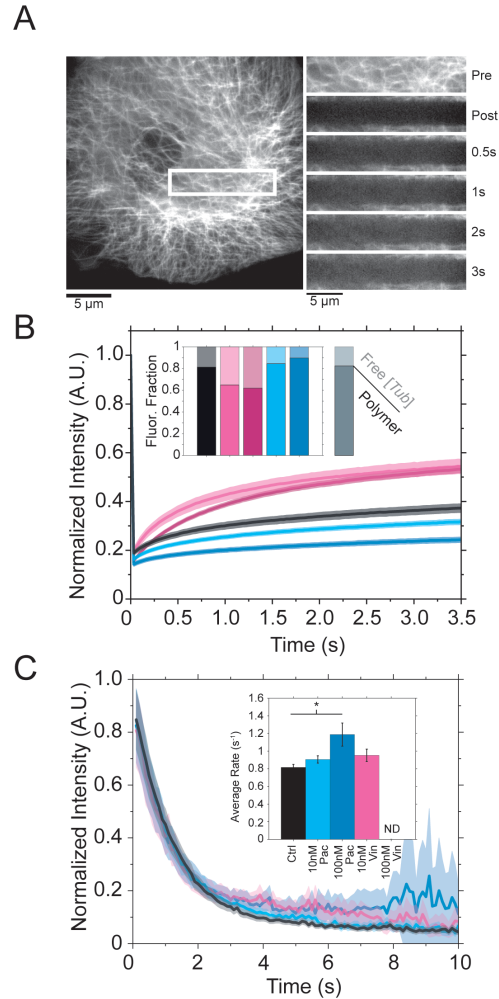 A
Pre
Post
0.5s
1s
2s
3s
5 µm
5 µm
B
Normalized Intensity (A.U.)
1.0
0.8
0.6
0.4
0.2
0
0
0.5
1.0
1.5
2.0
2.5
3.0
3.5
Time (s)
Fluor. Fraction
1
0.8
0.6
0.4
0.2
0
Free [Tub]
Polymer
C
Normalized Intensity (A.U.)
1.0
0.8
0.6
0.4
0.2
0
0
2
4
6
8
10
Time (s)
Average Rate (s⁻¹)
1.6
1.4
1.2
1
0.8
0.6
0.4
0.2
0
*
ND
Ctrl
10nM
Pac
100nM
Pac
10nM
Vin
100nM
Vin